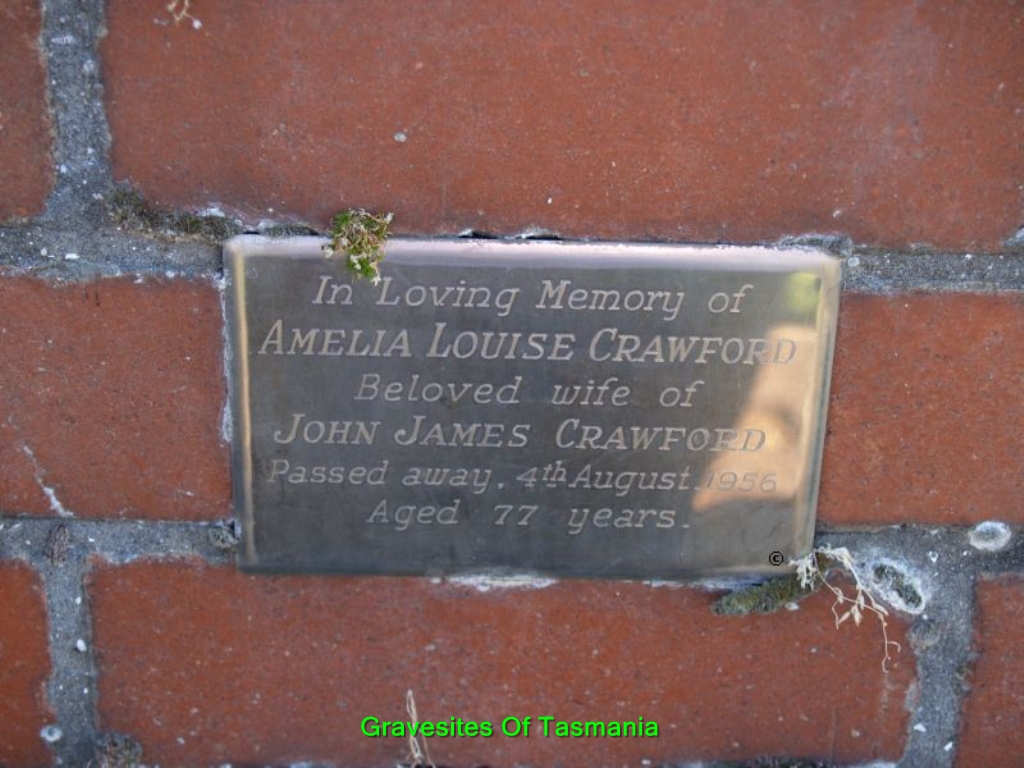 In Loving Memory of
AMELIA LOUISE CRAWFORD
Beloved wife of
JOHN JAMES CRAWFORD
Passed away. 4th August 1956
Aged 77 years.
©
Gravesites Of Tasmania